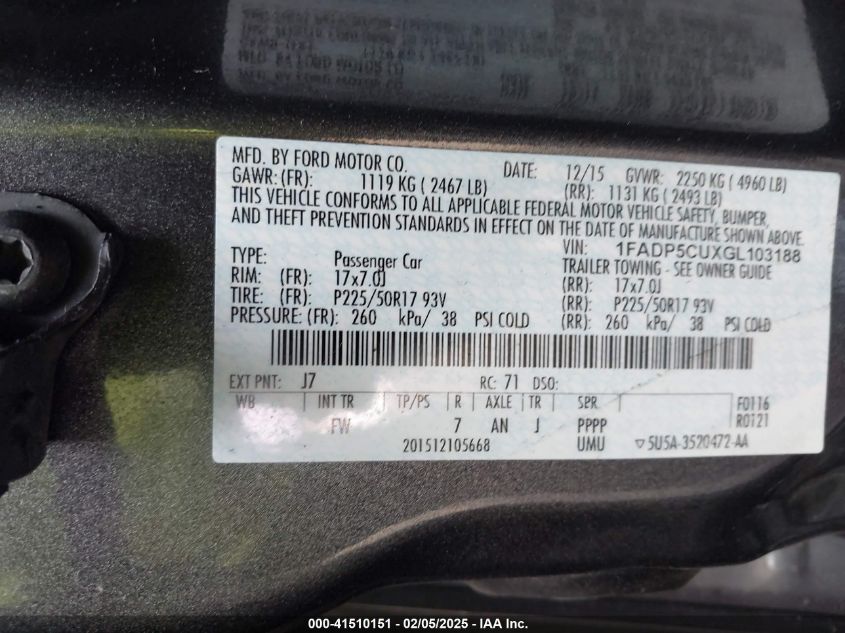 MFD. BY FORD MOTOR CO. DATE: 12/15 GVWR: 2250 KG ( 4960 LB)
GAWR: (FR): 1119 KG ( 2467 LB) (RR): 1131 KG ( 2493 LB)
THIS VEHICLE CONFORMS TO ALL APPLICABLE FEDERAL MOTOR VEHICLE SAFETY, BUMPER,
AND THEFT PREVENTION STANDARDS IN EFFECT ON THE DATE OF MANUFACTURE SHOWN ABOVE.
VIN: 1FADP5CUXGL103188
TYPE: Passenger Car TRAILER TOWING - SEE OWNER GUIDE
RIM: (FR): 17x7.0J (RR): 17x7.0J
TIRE: (FR): P225/50R17 93V (RR): P225/50R17 93V
PRESSURE: (FR): 260 kPa/ 38 PSI COLD (RR): 260 kPa/ 38 PSI COLD
EXT PNT: J7 RC: 71 DSO:
WB INT TR TP/PS R AXLE TR SPR F0116
FW 7 AN J PPPP R0121
201512105668 UMU ▽5U5A-3520472-AA
000-41510151 - 02/05/2025 - IAA Inc.